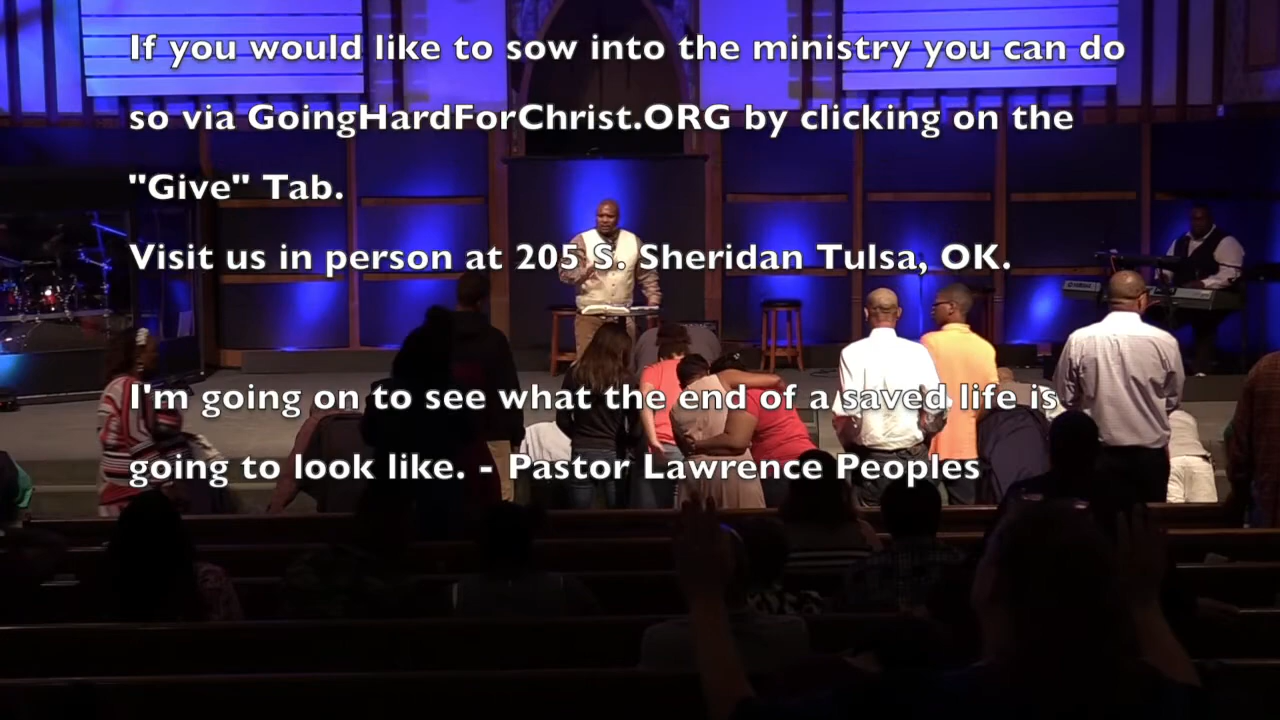 If you would like to sow into the ministry you can do
so via GoingHardForChrist.ORG by clicking on the
"Give" Tab.
Visit us in person at 205 S. Sheridan Tulsa, OK.
I'm going on to see what the end of a saved life is
going to look like. - Pastor Lawrence Peoples
YAMAHA